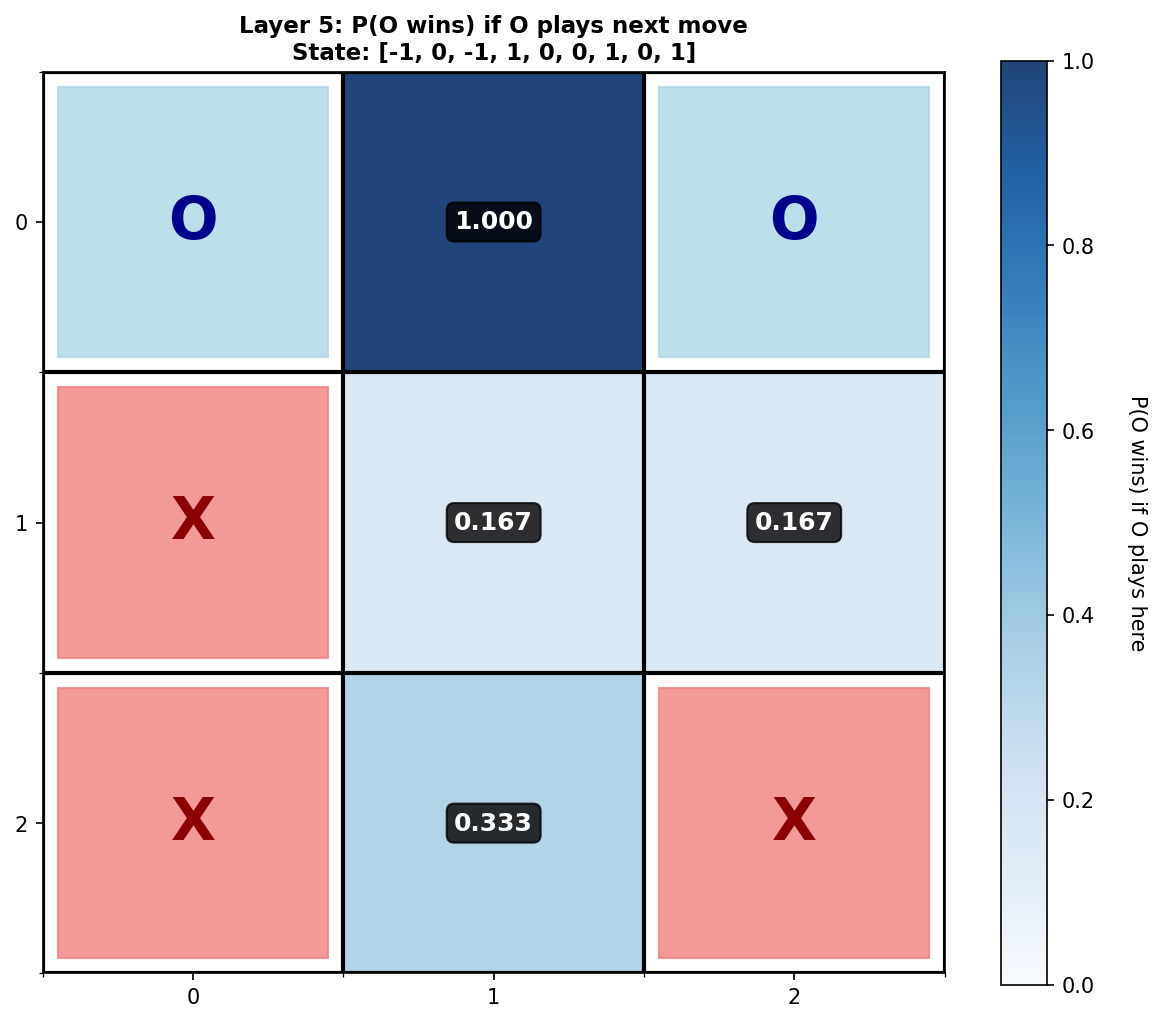 Layer 5: P(O wins) if O plays next move
State: [-1, 0, -1, 1, 0, 0, 1, 0, 1]
0
O
1.000
O
1
X
0.167
0.167
2
X
0.333
X
0
1
2
1.0
0.8
0.6
0.4
0.2
0.0
P(O wins) if O plays here